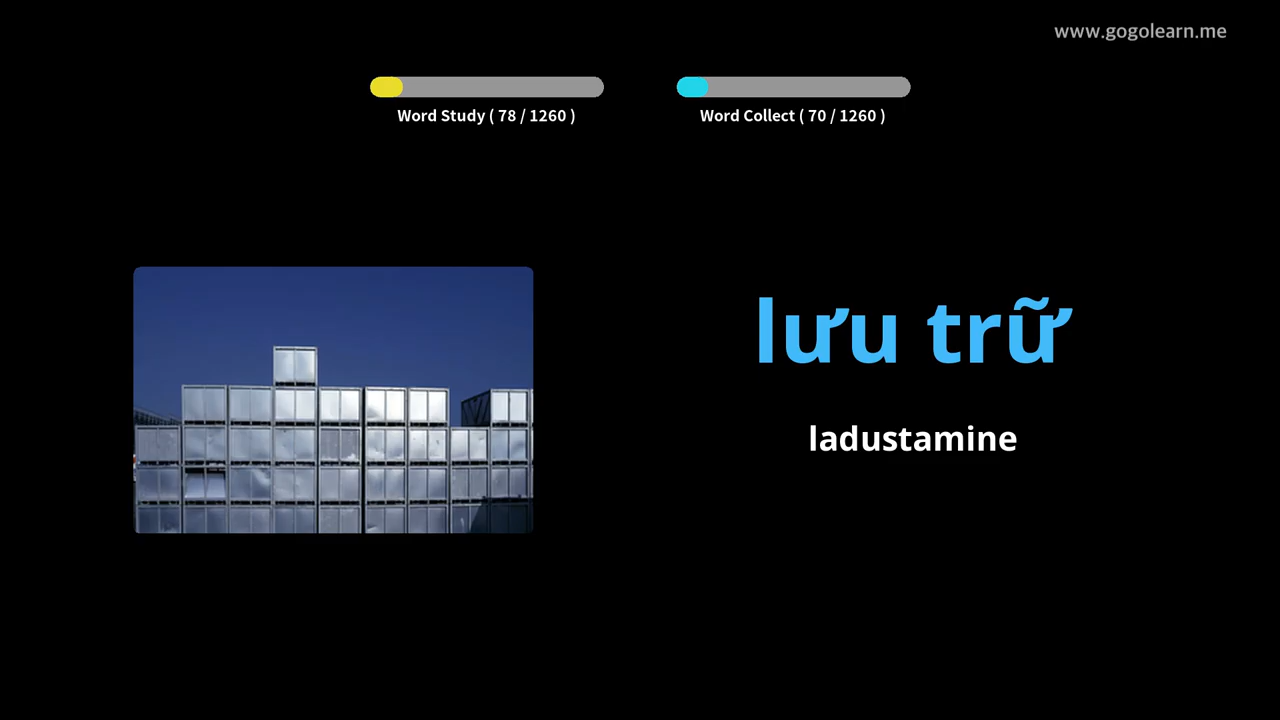 www.gogolearn.me
Word Study ( 78 / 1260 )
Word Collect ( 70 / 1260 )
lưu trữ
ladustamine